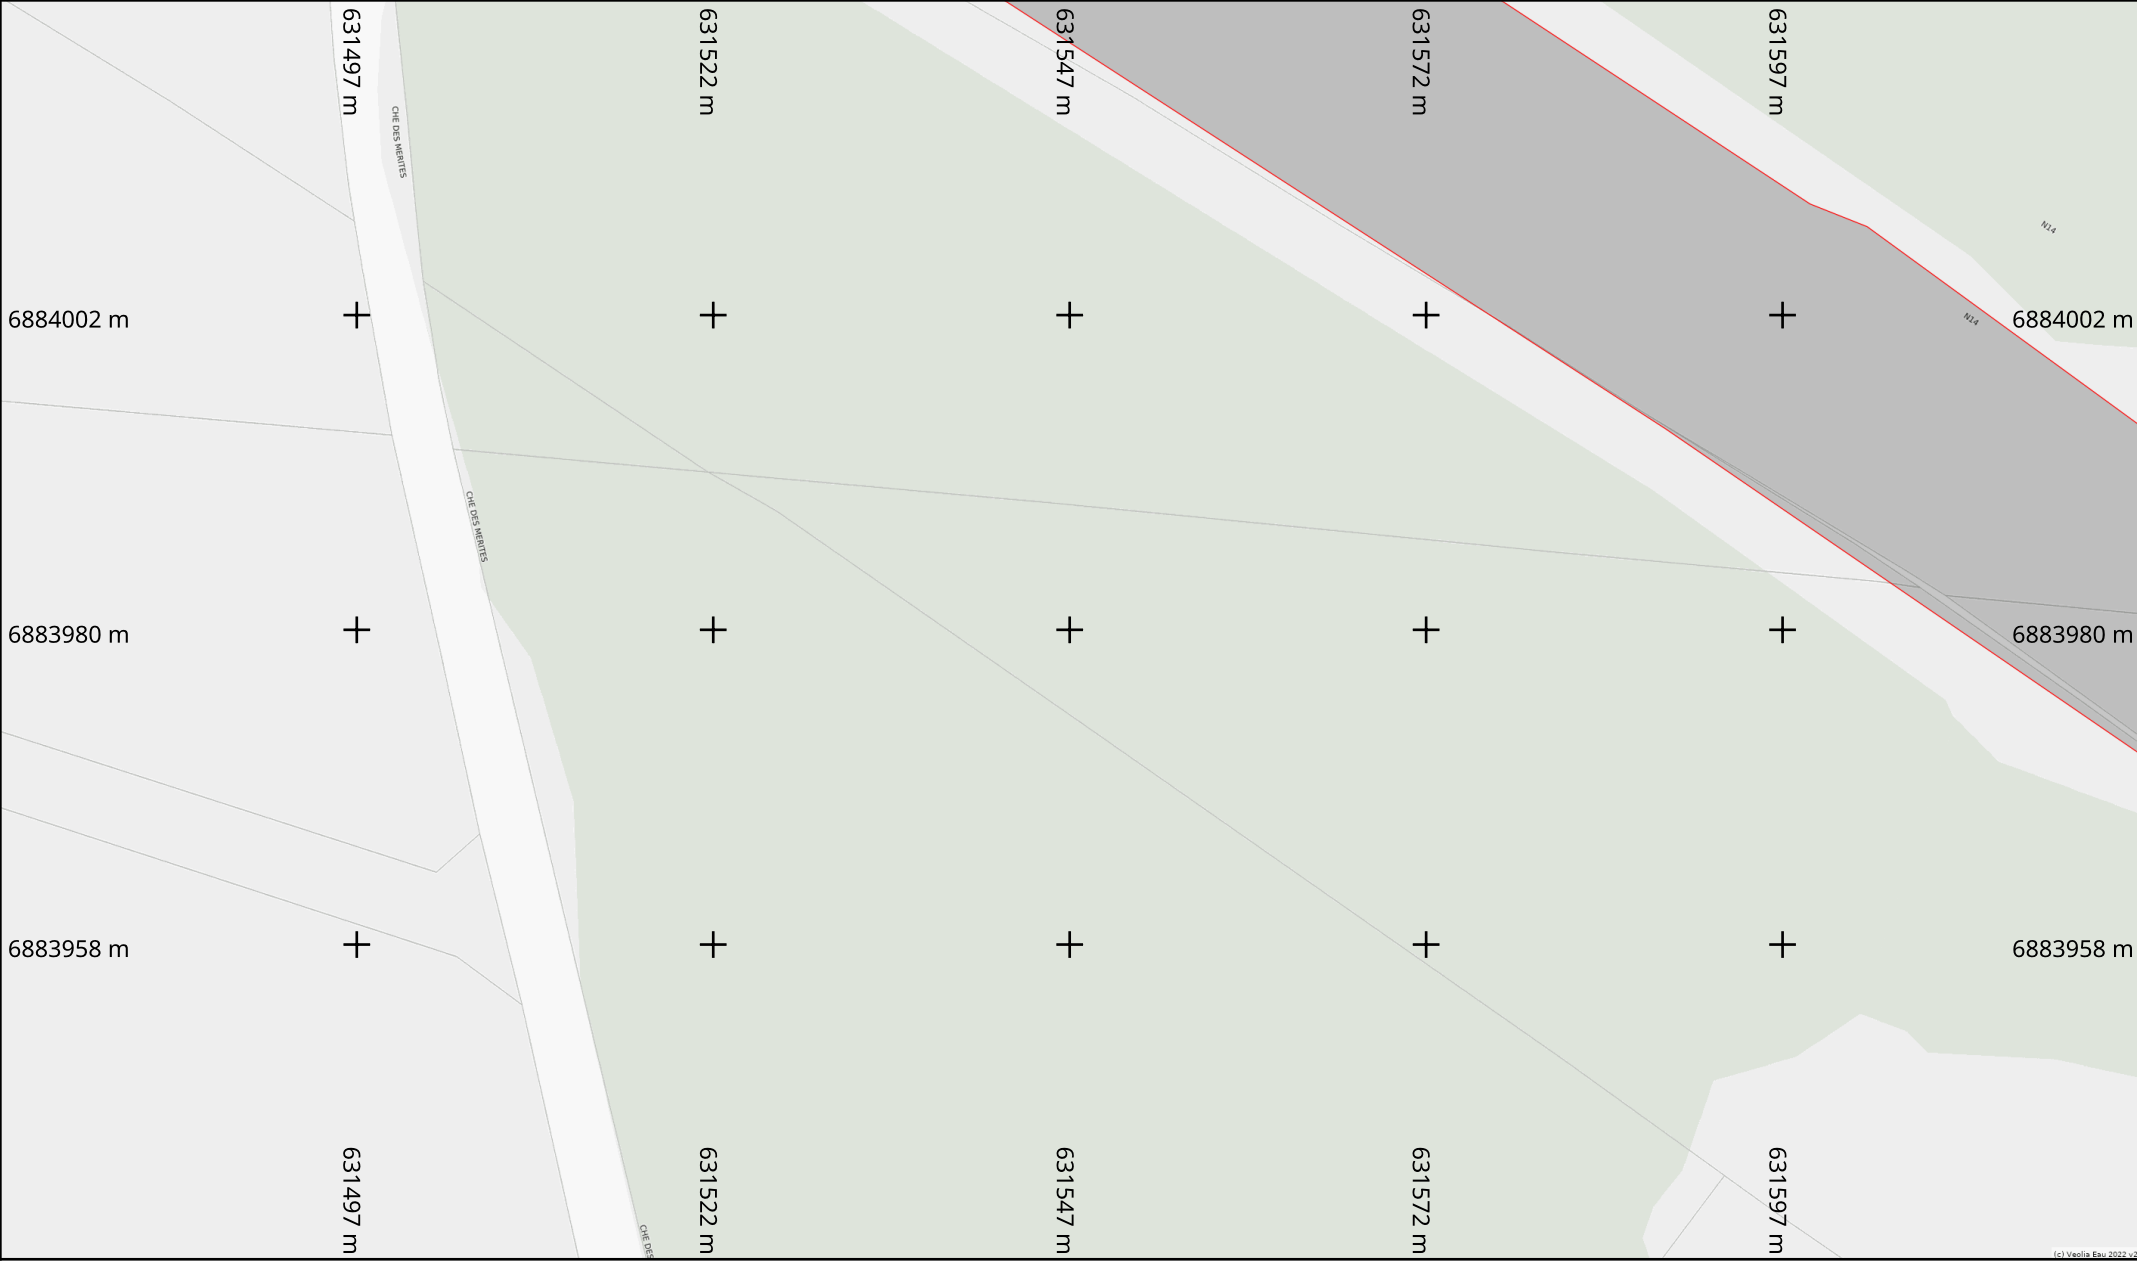 631497 m
631522 m
631547 m
631572 m
631597 m
CHE DES MERITES
N14
6884002 m
N14
6884002 m
CHE DES MERITES
6883980 m
6883980 m
6883958 m
6883958 m
631497 m
631522 m
631547 m
631572 m
631597 m
CHE DES
(c) Veolia Eau 2022 v2